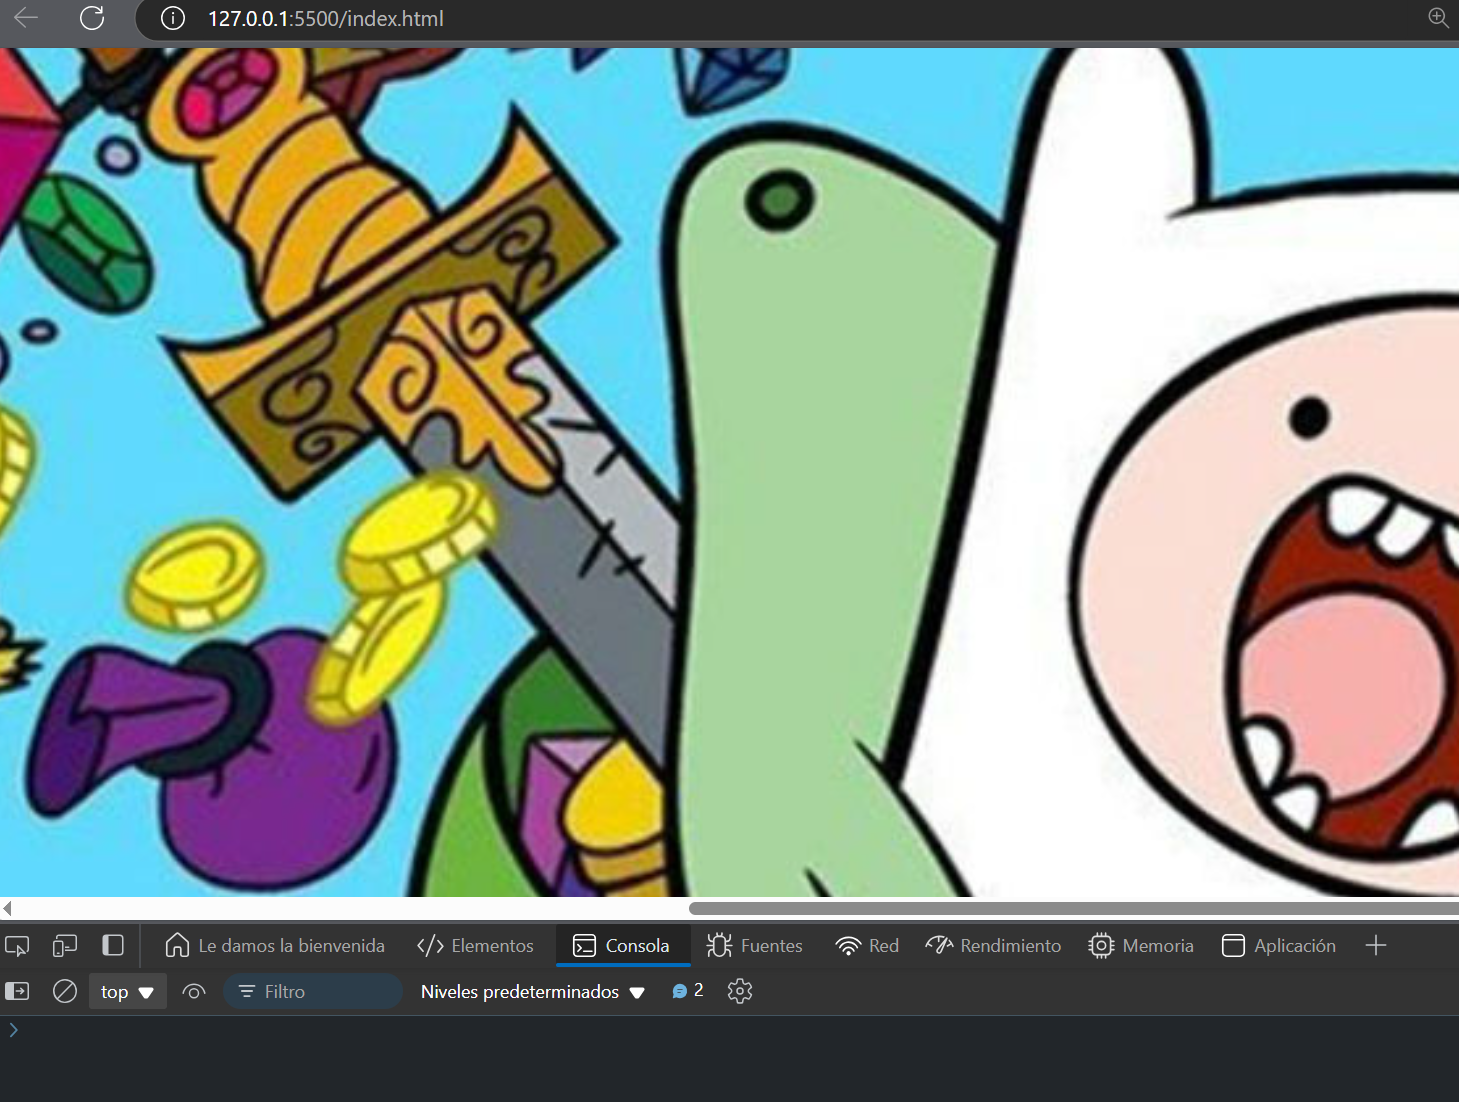 127.0.0.1:5500/index.html
Le damos la bienvenida Elementos Consola Fuentes Red Rendimiento Memoria Aplicación
top Filtro Niveles predeterminados 2